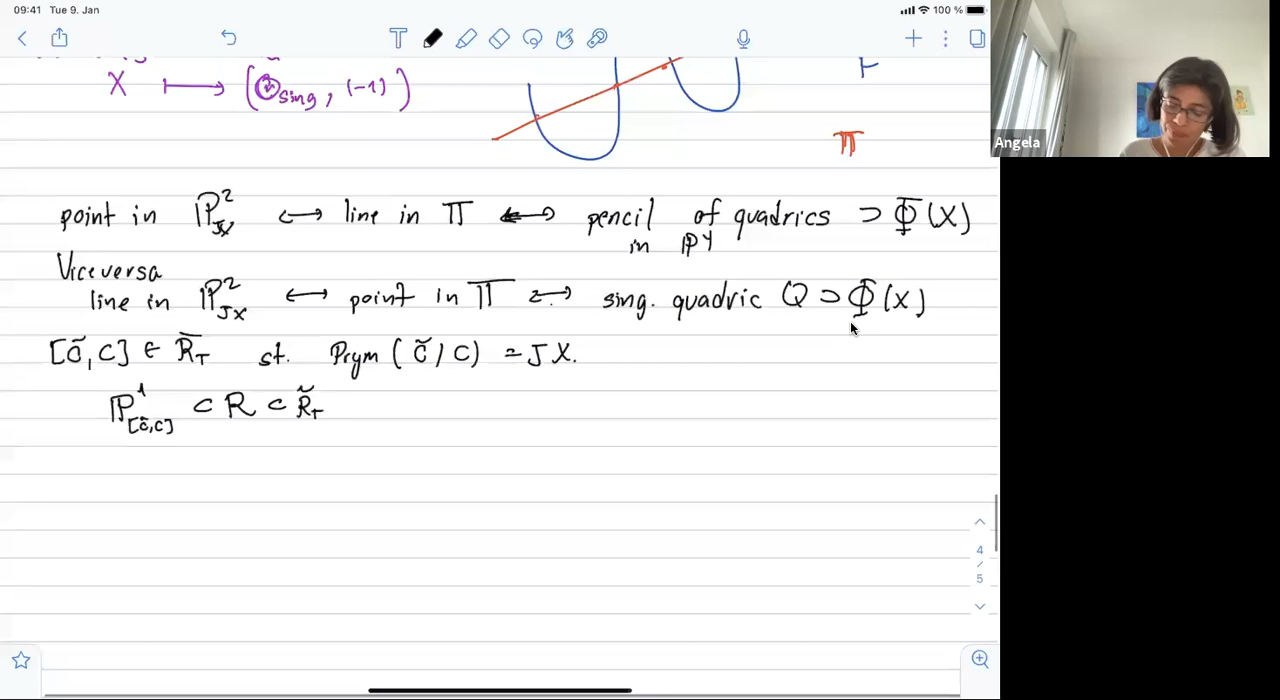 09:41 Tue 9. Jan 100 %
X ⟼ (Θ_sing, (-1))
Π
Angela
point in ℙ²_JX ⟷ line in Π ⟷ pencil of quadrics ⊃ Φ(X)
in ℙ⁴
Viceversa
line in ℙ²_JX ⟷ point in Π ⟷ sing. quadric Q ⊃ Φ(X)
[C̃,C] ∈ R̄_T st. Prym (C̃/C) = JX.
ℙ¹_[C̃,C] ⊂ R ⊂ R̃_T
4
/
5